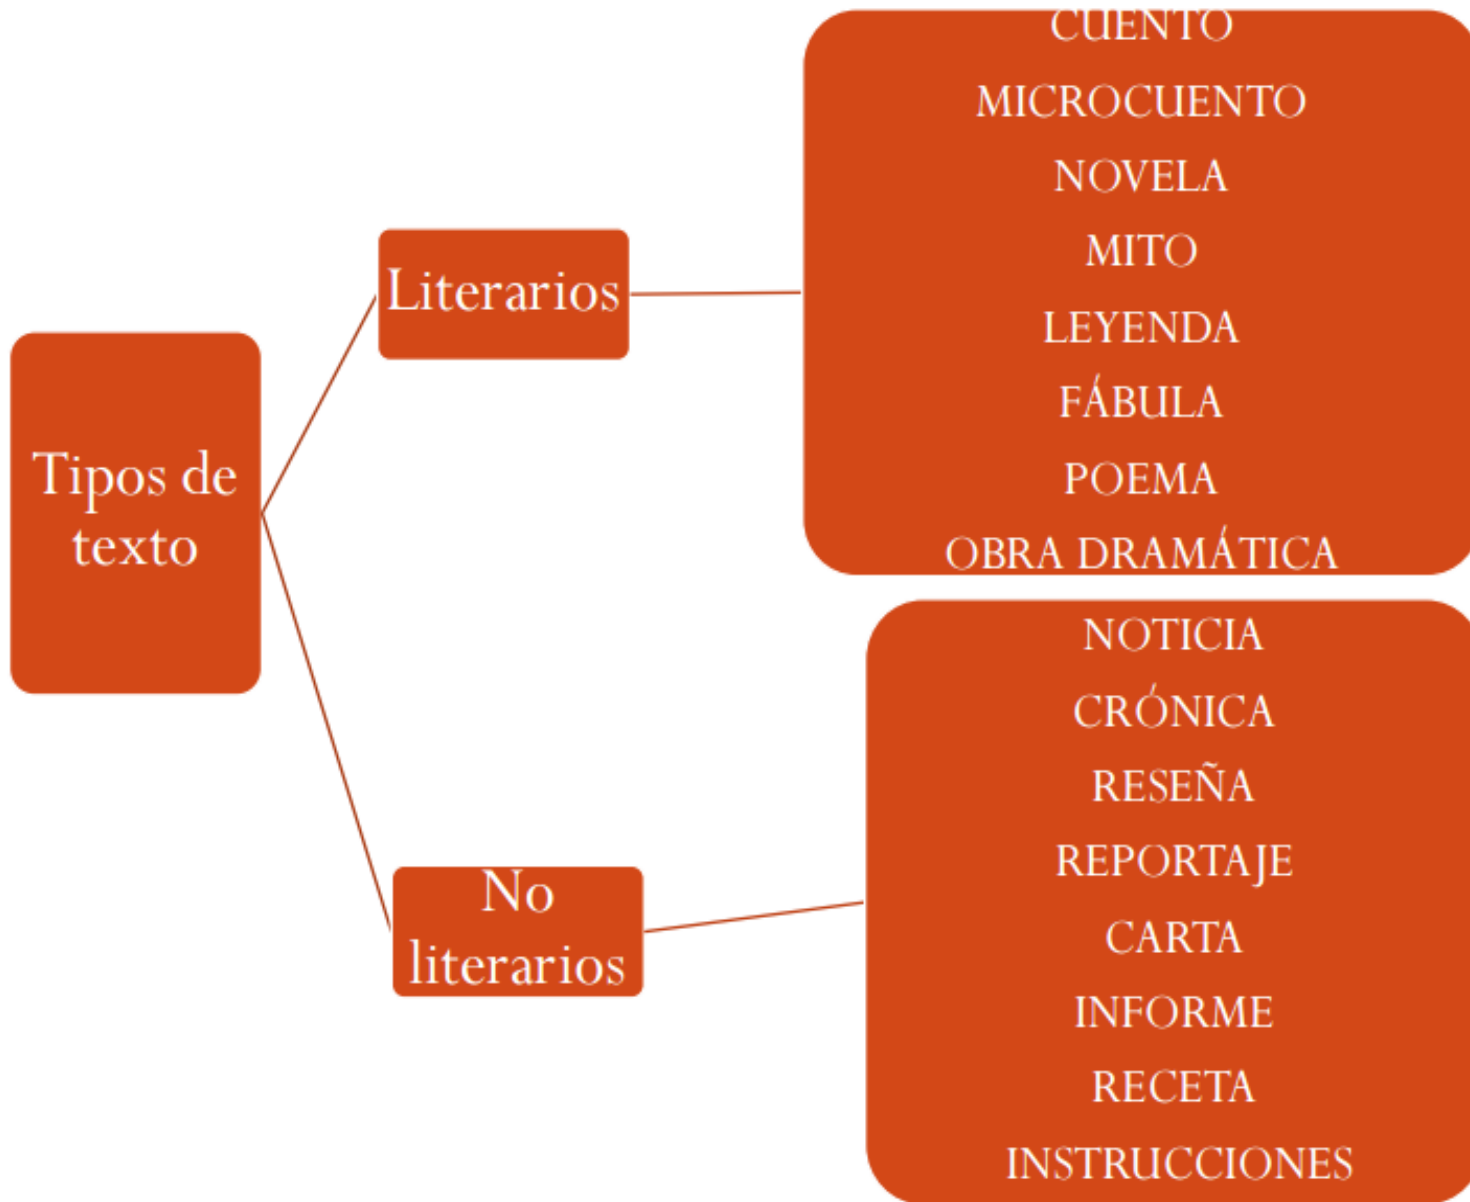 Tipos de
texto
Literarios
CUENTO
MICROCUENTO
NOVELA
MITO
LEYENDA
FÁBULA
POEMA
OBRA DRAMÁTICA
No
literarios
NOTICIA
CRÓNICA
RESEÑA
REPORTAJE
CARTA
INFORME
RECETA
INSTRUCCIONES